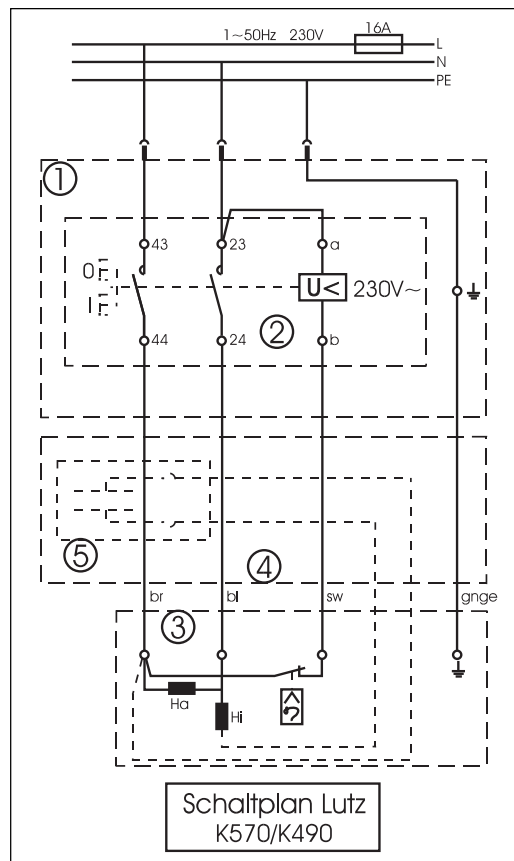 1~50Hz 230V 16A L
N
PE
1
43 23 a
0
I
U< 230V~
2
44 24 b
5
4
br bl sw gnge
3
Ha
Hi
Schaltplan Lutz
K570/K490